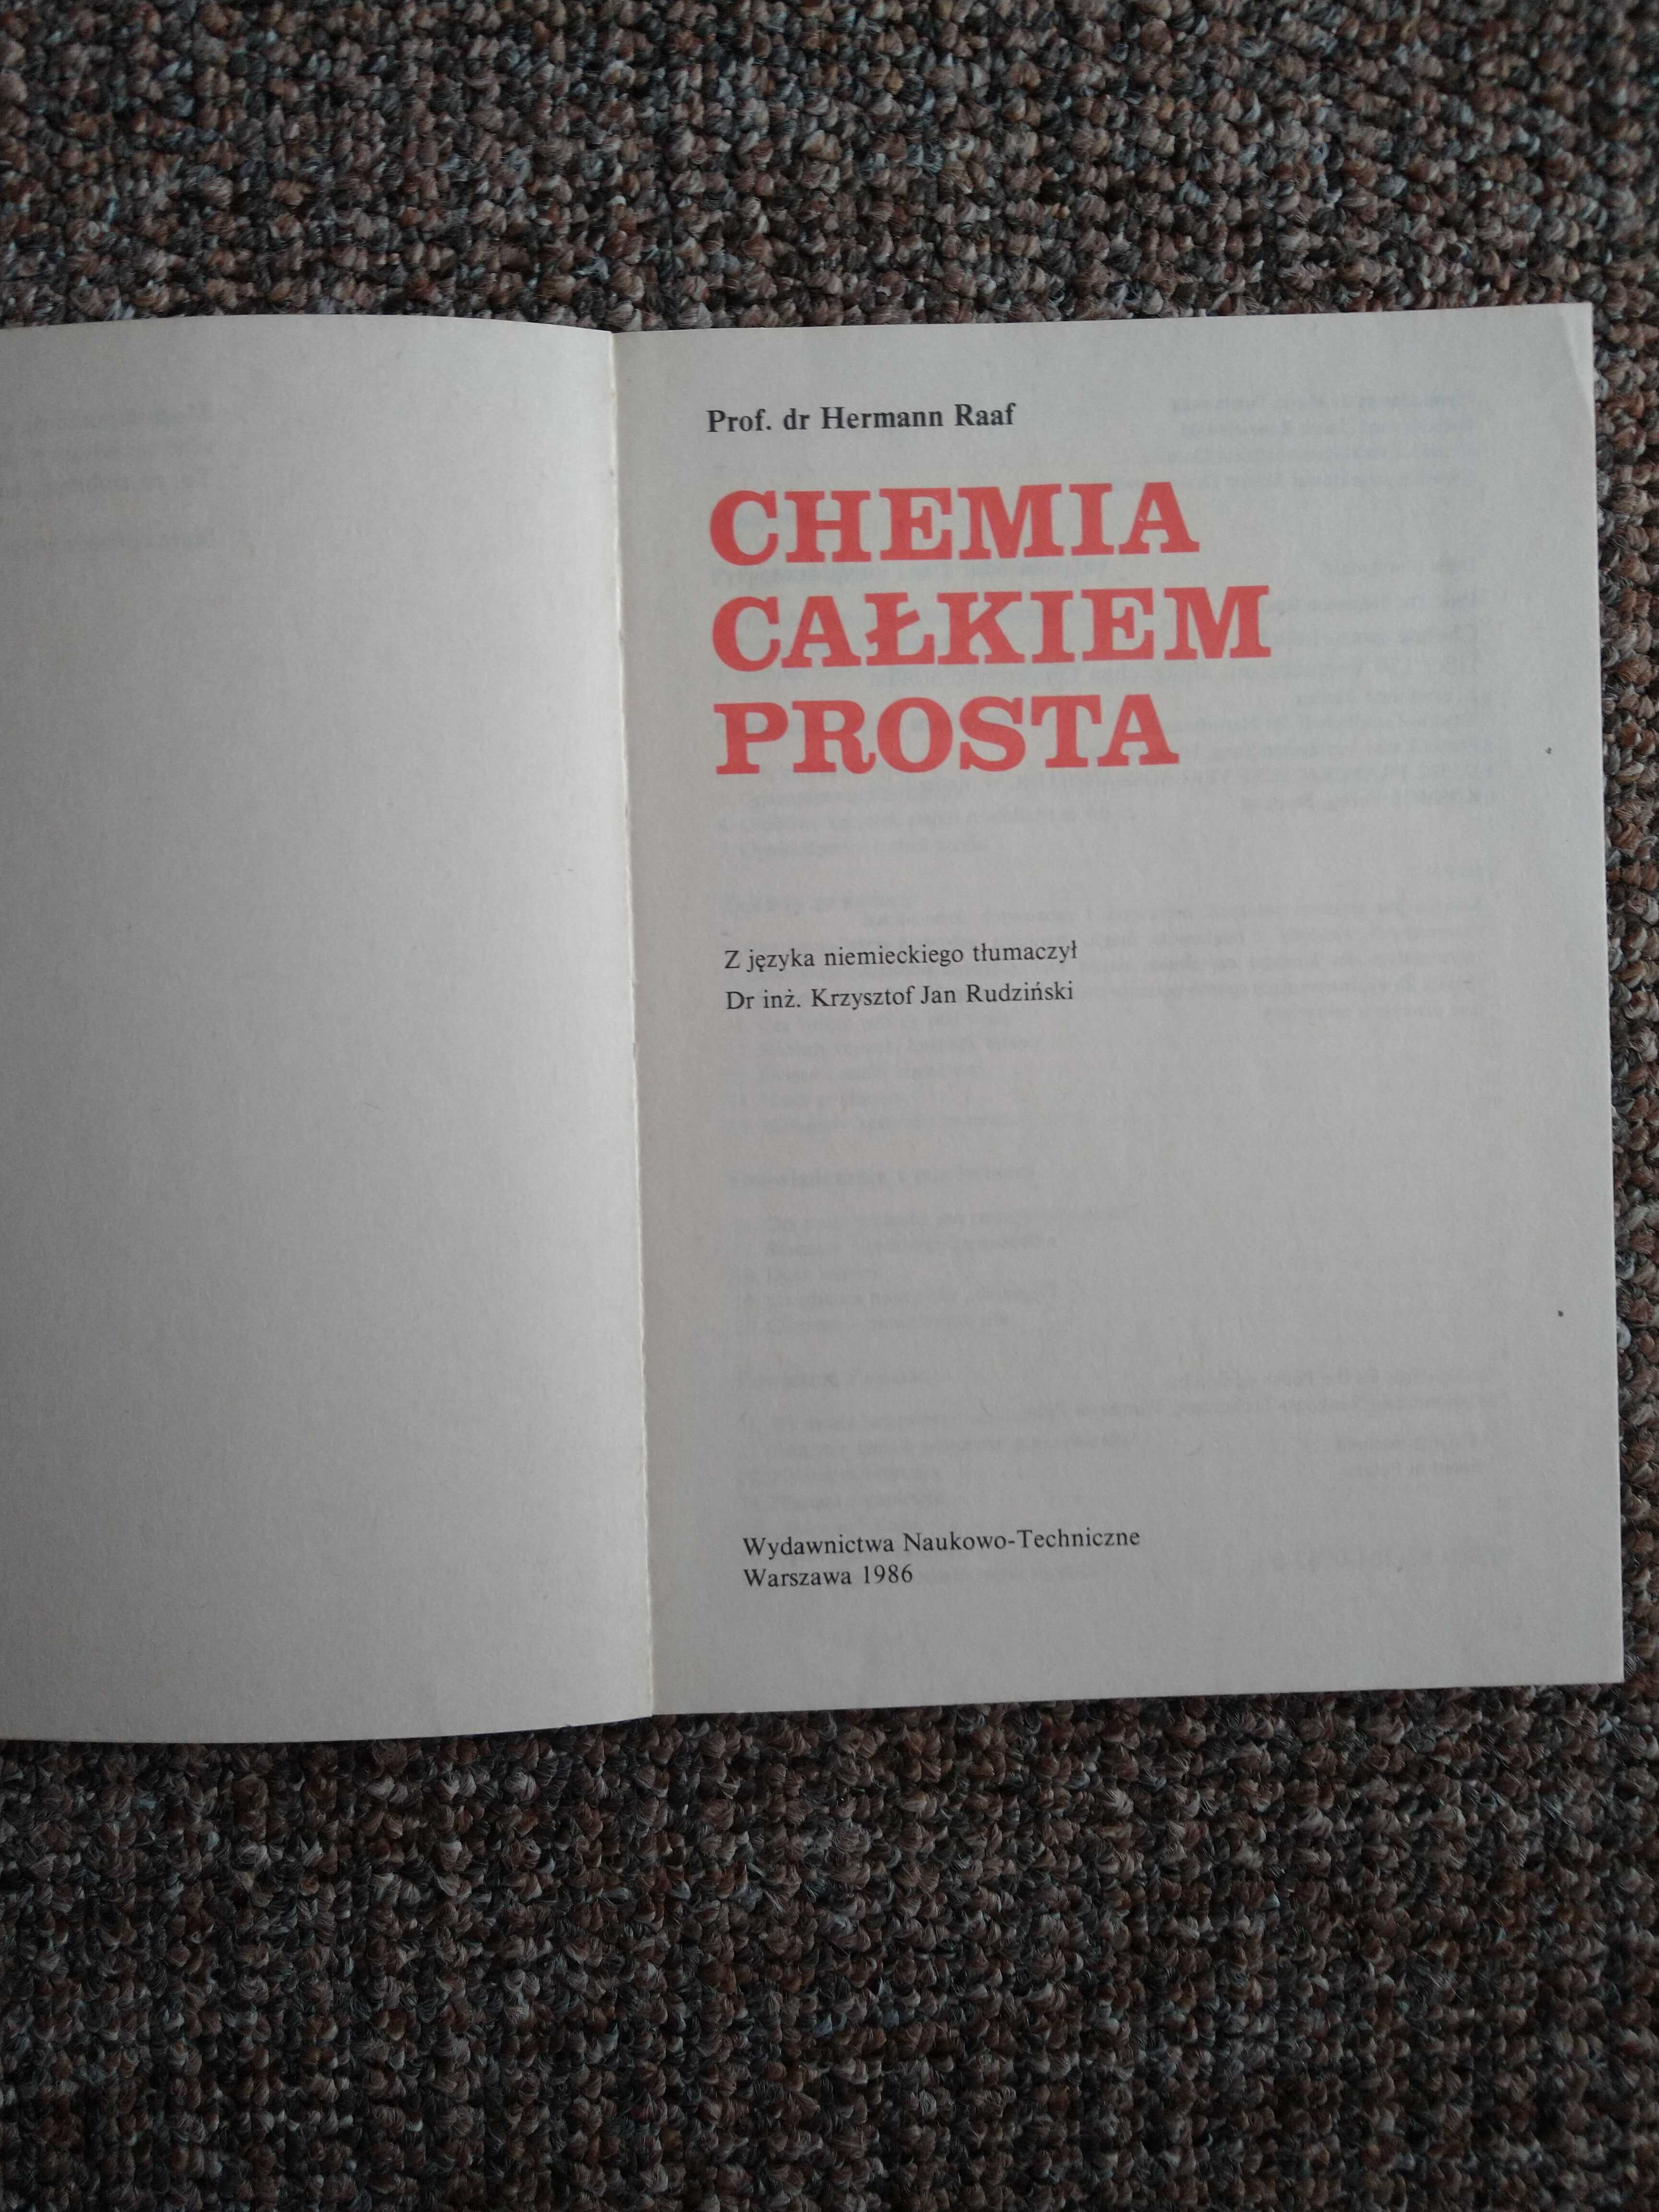 Prof. dr Hermann Raaf
CHEMIA
CAŁKIEM
PROSTA
Z języka niemieckiego tłumaczył
Dr inż. Krzysztof Jan Rudziński
Wydawnictwa Naukowo-Techniczne
Warszawa 1986